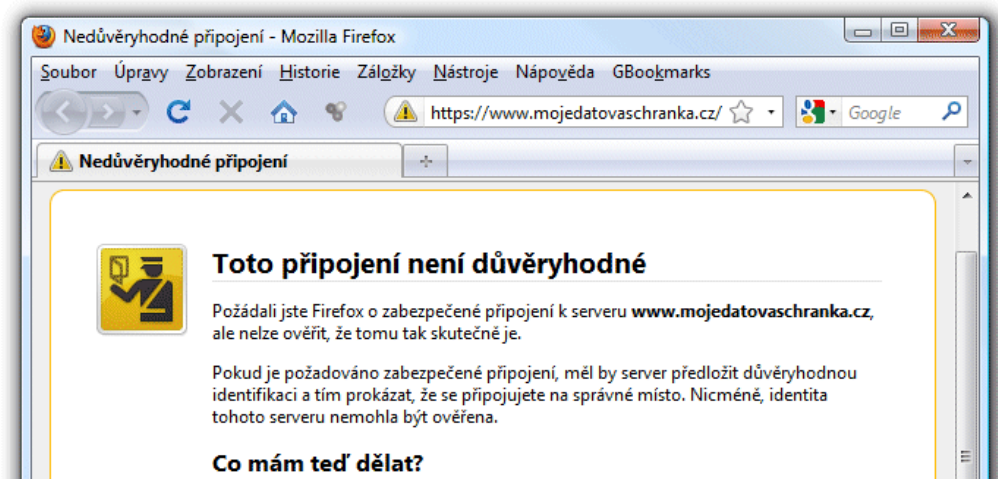 Nedůvěryhodné připojení - Mozilla Firefox
Soubor Úpravy Zobrazení Historie Záložky Nástroje Nápověda GBookmarks
https://www.mojedatovaschranka.cz/ Google
Nedůvěryhodné připojení
Toto připojení není důvěryhodné
Požádali jste Firefox o zabezpečené připojení k serveru www.mojedatovaschranka.cz,
ale nelze ověřit, že tomu tak skutečně je.
Pokud je požadováno zabezpečené připojení, měl by server předložit důvěryhodnou
identifikaci a tím prokázat, že se připojujete na správné místo. Nicméně, identita
tohoto serveru nemohla být ověřena.
Co mám teď dělat?